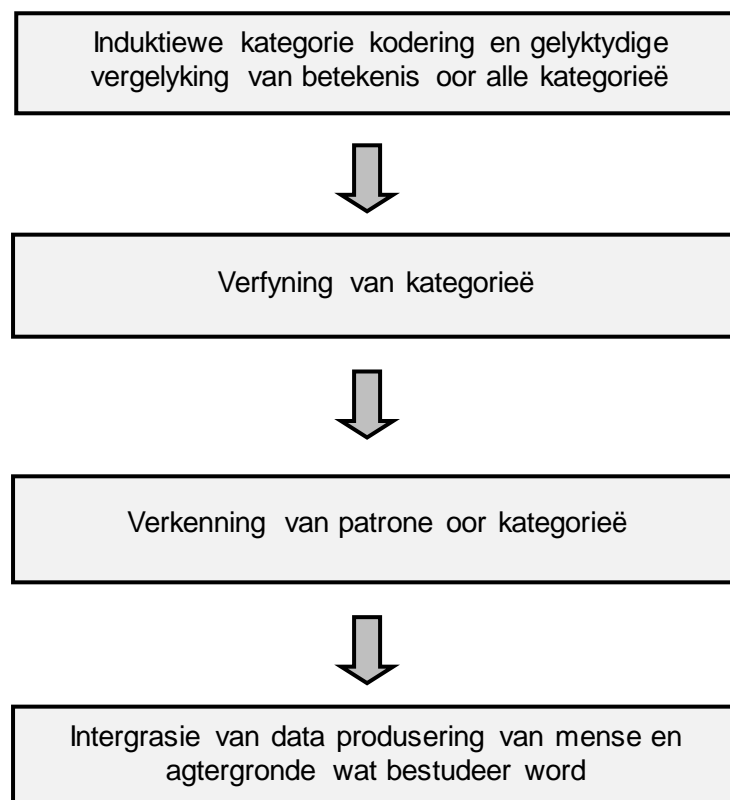 Induktiewe kategorie kodering en gelyktydige
vergelyking van betekenis oor alle kategorieë
Verfyning van kategorieë
Verkenning van patrone oor kategorieë
Intergrasie van data produsering van mense en
agtergronde wat bestudeer word